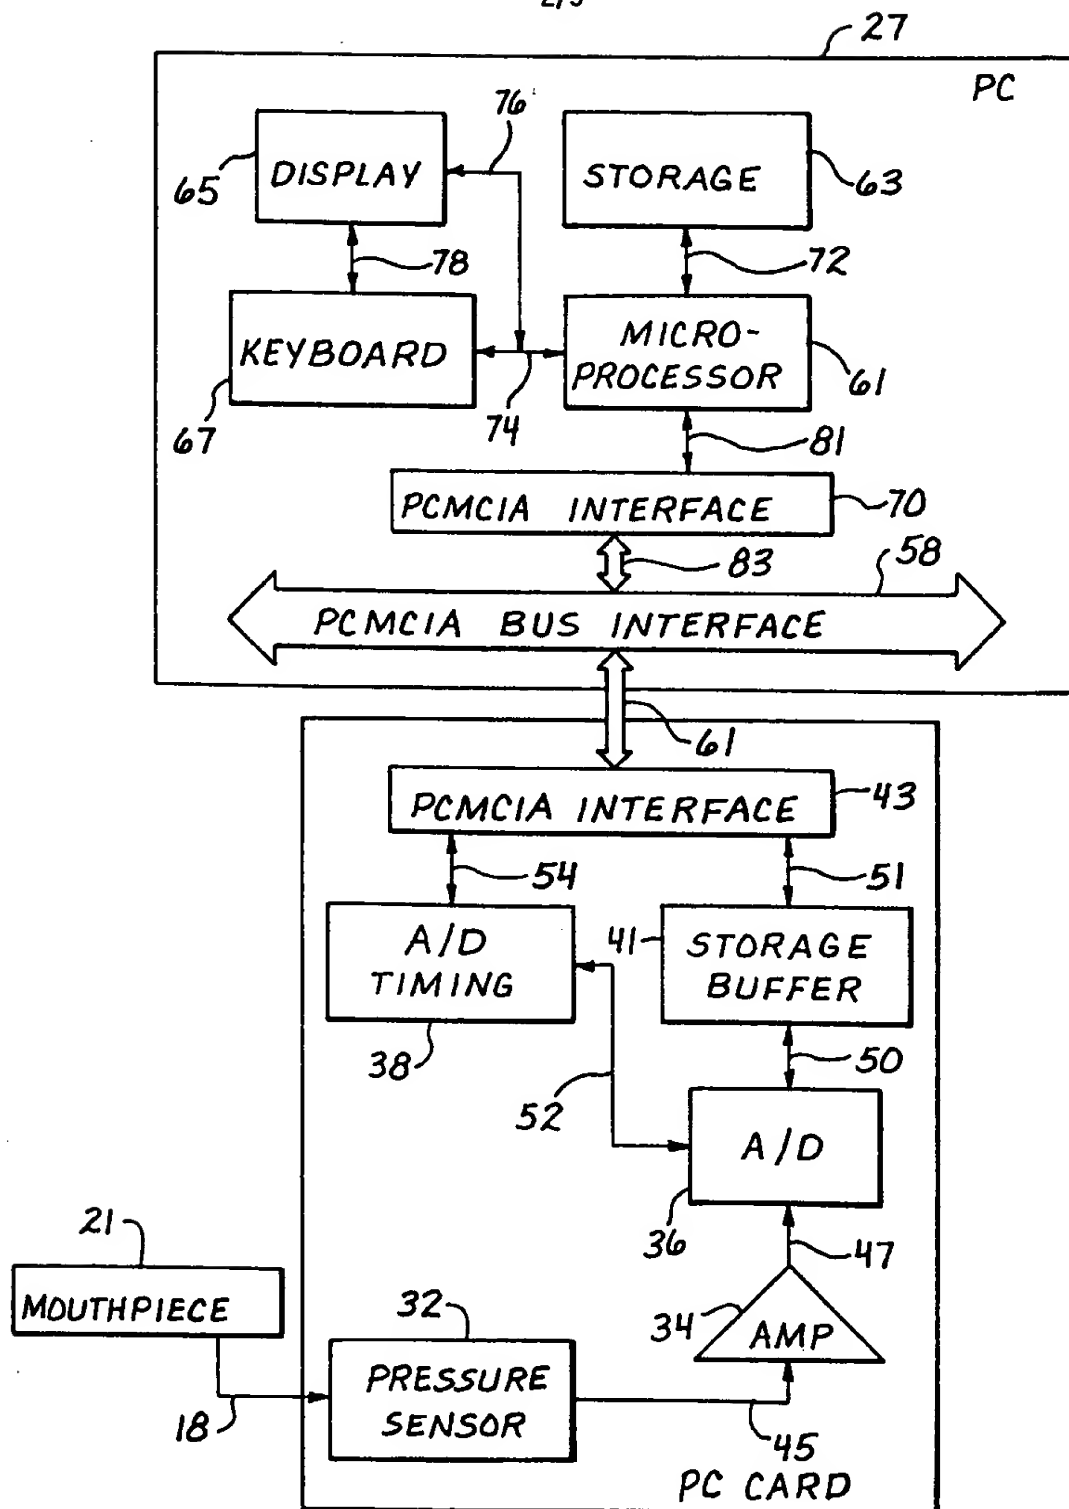 2/5
27
PC
76
DISPLAY
65
STORAGE
63
78
72
KEYBOARD
67
MICRO-
PROCESSOR
61
74
81
PCMCIA INTERFACE
70
83
58
PCMCIA BUS INTERFACE
61
PCMCIA INTERFACE
43
54
51
A/D
TIMING
38
41
STORAGE
BUFFER
50
52
A/D
36
47
21
MOUTHPIECE
18
32
PRESSURE
SENSOR
34
AMP
45
PC CARD